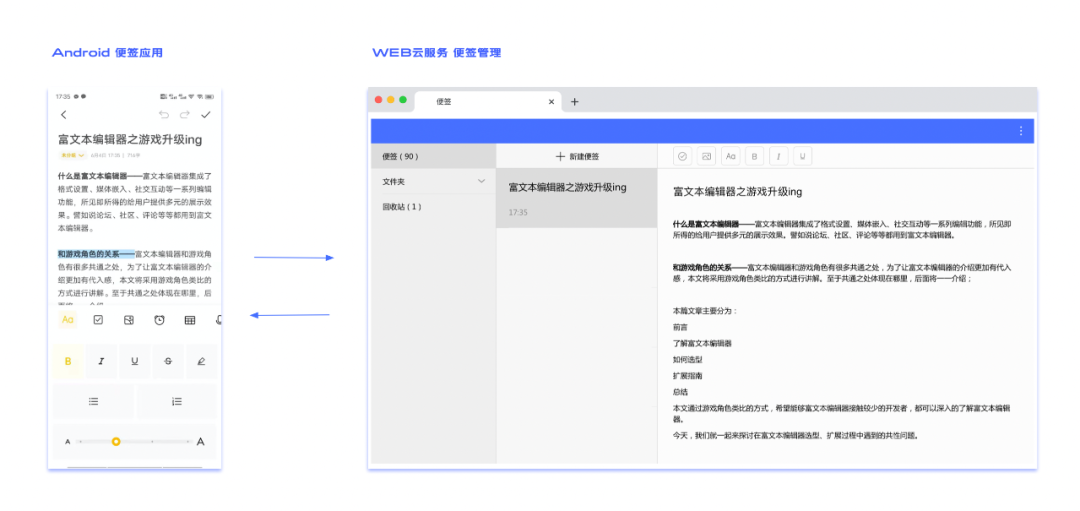 Android 便签应用
WEB云服务 便签管理
17:35
富文本编辑器之游戏升级ing
未分类
6月6日 17:35 | 716字
什么是富文本编辑器——富文本编辑器集成了
格式设置、媒体嵌入、社交互动等一系列编辑
功能，所见即所得的给用户提供多元的展示效
果。譬如说论坛、社区、评论等等都用到富文
本编辑器。
和游戏角色的关系——富文本编辑器和游戏角
色有很多共通之处，为了让富文本编辑器的介
绍更加有代入感，本文将采用游戏角色类比的
方式进行讲解。至于共通之处体现在哪里，后
面将一一介绍
Aa
B I U S
A A
便签
便签（90）
文件夹
回收站（1）
新建便签
富文本编辑器之游戏升级ing
17:35
Aa B I U
富文本编辑器之游戏升级ing
什么是富文本编辑器——富文本编辑器集成了格式设置、媒体嵌入、社交互动等一系列编辑功能，所见即
所得的给用户提供多元的展示效果。譬如说论坛、社区、评论等等都用到富文本编辑器。
和游戏角色的关系——富文本编辑器和游戏角色有很多共通之处，为了让富文本编辑器的介绍更加有代入
感，本文将采用游戏角色类比的方式进行讲解。至于共通之处体现在哪里，后面将一一介绍；
本篇文章主要分为：
前言
了解富文本编辑器
如何选型
扩展指南
总结
本文通过游戏角色类比的方式，希望能够富文本编辑器接触较少的开发者，都可以深入的了解富文本编辑
器。
今天，我们就一起来探讨在富文本编辑器选型、扩展过程中遇到的共性问题。